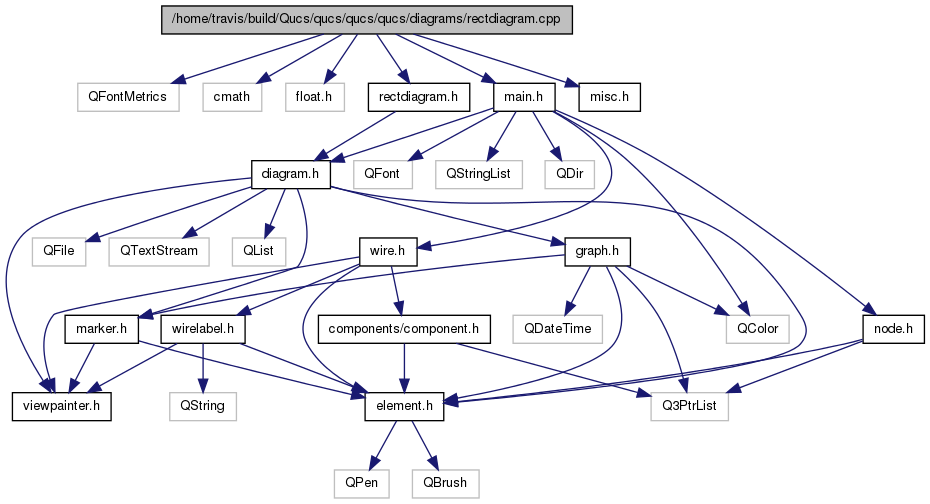 /home/travis/build/Qucs/qucs/qucs/qucs/diagrams/rectdiagram.cpp
QFontMetrics
cmath
float.h
rectdiagram.h
main.h
misc.h
diagram.h
QFont
QStringList
QDir
QFile
QTextStream
QList
wire.h
graph.h
marker.h
wirelabel.h
components/component.h
QDateTime
QColor
node.h
viewpainter.h
QString
element.h
Q3PtrList
QPen
QBrush